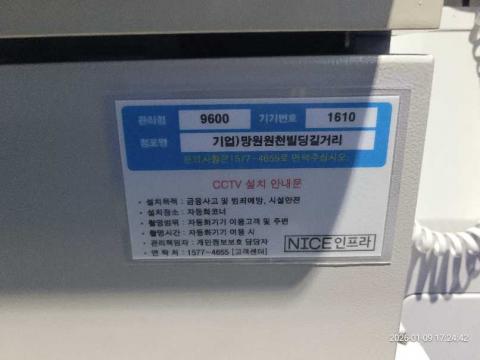 관리점 9600 기기번호 1610
점포명 기업)망원원천빌딩길거리
문의사항은1577-4655로 연락주십시오.
CCTV 설치 안내문
• 설치목적 : 금융사고 및 범죄예방, 시설안전
• 설치장소 : 자동화코너
• 촬영범위 : 자동화기기 이용고객 및 주변
• 촬영시간 : 자동화기기 이용 시
• 관리책임자 : 개인정보보호 담당자
• 연 락 처 : 1577-4655 [고객센터]
NICE인프라
2026-01-09 17:24:42